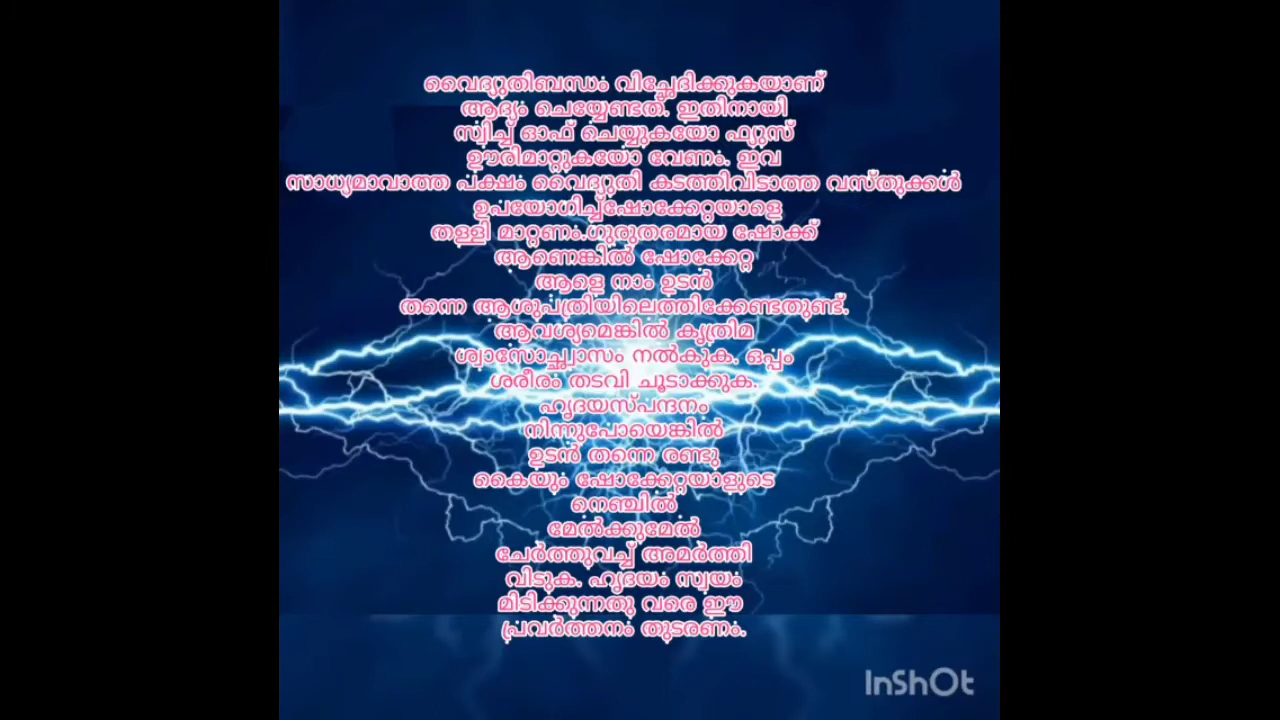 വൈദ്യുതിബന്ധം വിച്ഛേദിക്കുകയാണ്
ആദ്യം ചെയ്യേണ്ടത്. ഇതിനായി
സ്വിച്ച് ഓഫ് ചെയ്യുകയോ ഫ്യുസ്
ഊരിമാറ്റുകയോ വേണം. ഇവ
സാധ്യമാവാത്ത പക്ഷം വൈദ്യുതി കടത്തിവിടാത്ത വസ്തുക്കൾ
ഉപയോഗിച്ച്ഷോക്കേറ്റയാളെ
തള്ളി മാറ്റണം.ഗുരുതരമായ ഷോക്ക്
ആണെങ്കിൽ ഷോക്കേറ്റ
ആളെ നാം ഉടൻ
തന്നെ ആശുപത്രിയിലെത്തിക്കേണ്ടതുണ്ട്.
ആവശ്യമെങ്കിൽ കൃത്രിമ
ശ്വാസോച്ഛ്വാസം നൽകുക. ഒപ്പം
ശരീരം തടവി ചൂടാക്കുക.
ഹൃദയസ്പന്ദനം
നിന്നുപോയെങ്കിൽ
ഉടൻ തന്നെ രണ്ടു
കൈയും ഷോക്കേറ്റയാളുടെ
നെഞ്ചിൽ
മേൽക്കുമേൽ
ചേർത്തുവച്ച് അമർത്തി
വിടുക. ഹൃദയം സ്വയം
മിടിക്കുന്നതു വരെ ഈ
പ്രവർത്തനം തുടരണം.
InShOt